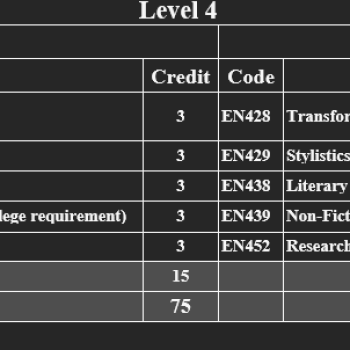 Level 4
Credit Code
3 EN428 Transfor
3 EN429 Stylistics
3 EN438 Literary
lege requirement) 3 EN439 Non-Fict
3 EN452 Research
15
75